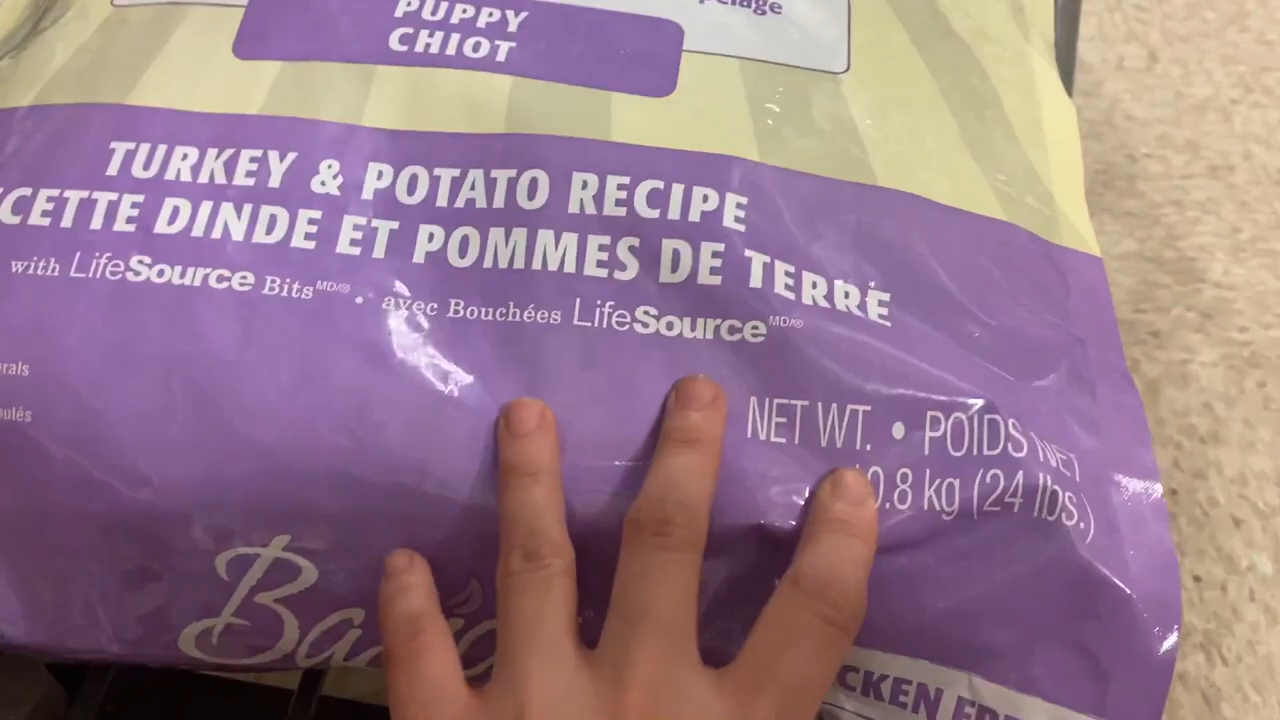 pelage
PUPPY
CHIOT
TURKEY & POTATO RECIPE
CETTE DINDE ET POMMES DE TERRE
with LifeSource Bits MD/® • avec Bouchées LifeSource MD/®
NET WT. • POIDS NET
0.8 kg (24 lbs.)